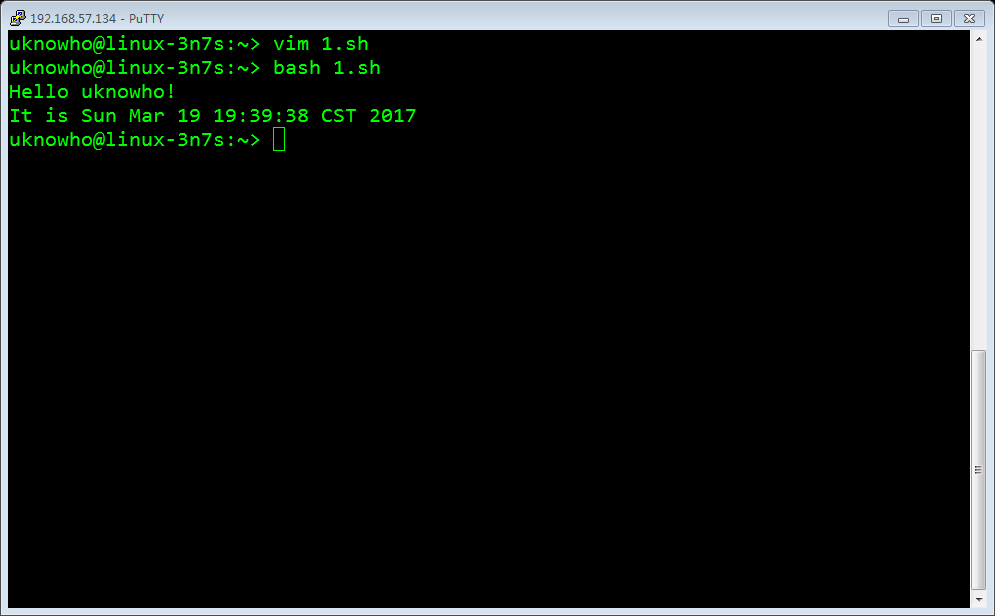 192.168.57.134 - PuTTY
uknowho@linux-3n7s:~> vim 1.sh
uknowho@linux-3n7s:~> bash 1.sh
Hello uknowho!
It is Sun Mar 19 19:39:38 CST 2017
uknowho@linux-3n7s:~>